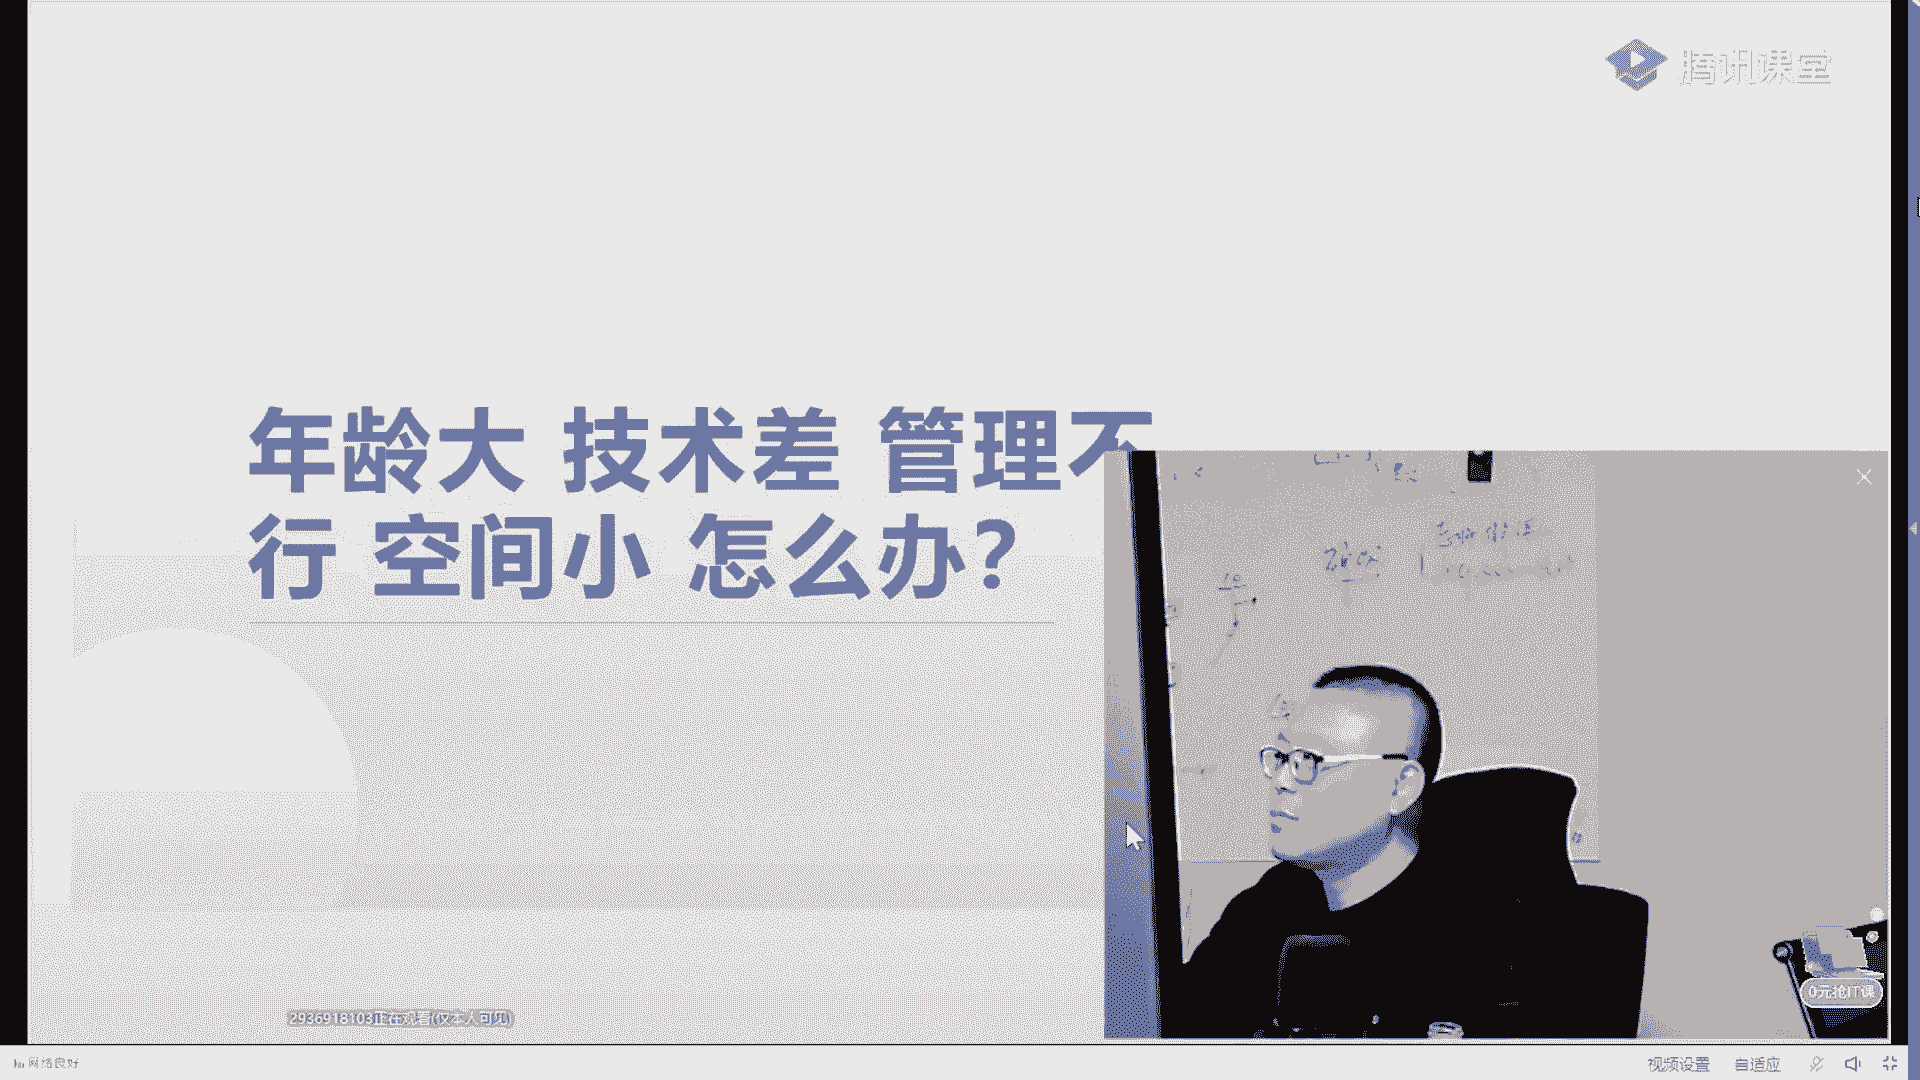 腾讯课堂
年龄大 技术差 管理不
行 空间小 怎么办？
0元抢IT课
2936918103正在观看(仅本人可见)
网络良好
视频设置 自适应